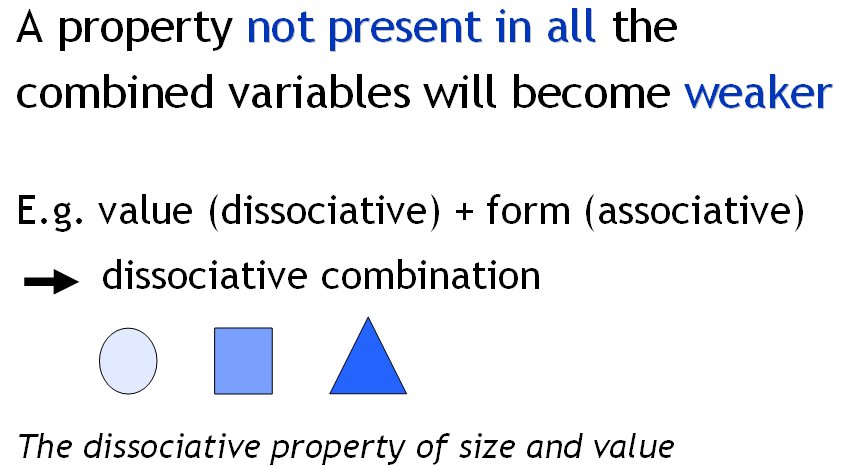 A property not present in all the
combined variables will become weaker
E.g. value (dissociative) + form (associative)
➡ dissociative combination
The dissociative property of size and value